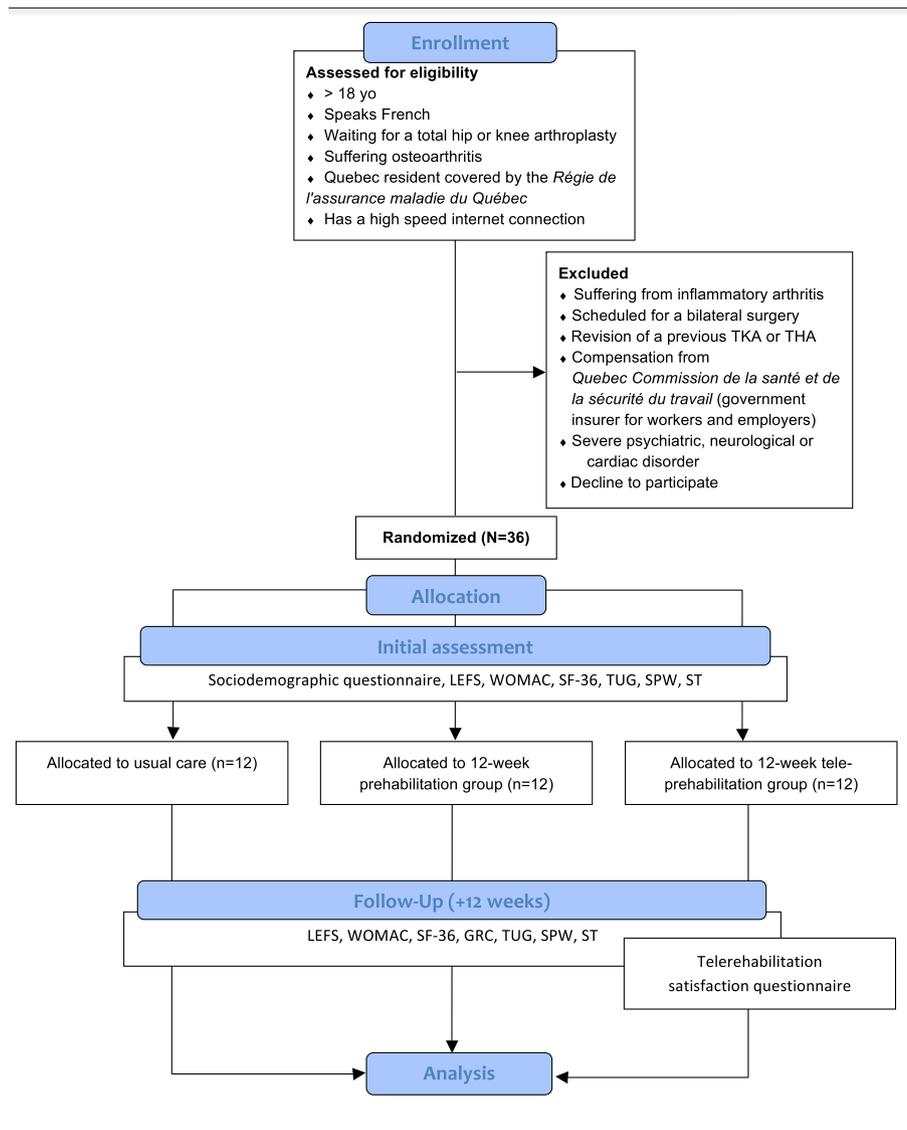 Enrollment
Assessed for eligibility
♦ > 18 yo
♦ Speaks French
♦ Waiting for a total hip or knee arthroplasty
♦ Suffering osteoarthritis
♦ Quebec resident covered by the Régie de
l'assurance maladie du Québec
♦ Has a high speed internet connection
Excluded
♦ Suffering from inflammatory arthritis
♦ Scheduled for a bilateral surgery
♦ Revision of a previous TKA or THA
♦ Compensation from
Quebec Commission de la santé et de
la sécurité du travail (government
insurer for workers and employers)
♦ Severe psychiatric, neurological or
cardiac disorder
♦ Decline to participate
Randomized (N=36)
Allocation
Initial assessment
Sociodemographic questionnaire, LEFS, WOMAC, SF-36, TUG, SPW, ST
Allocated to usual care (n=12)
Allocated to 12-week
prehabilitation group (n=12)
Allocated to 12-week tele-
prehabilitation group (n=12)
Follow-Up (+12 weeks)
LEFS, WOMAC, SF-36, GRC, TUG, SPW, ST
Telerehabilitation
satisfaction questionnaire
Analysis